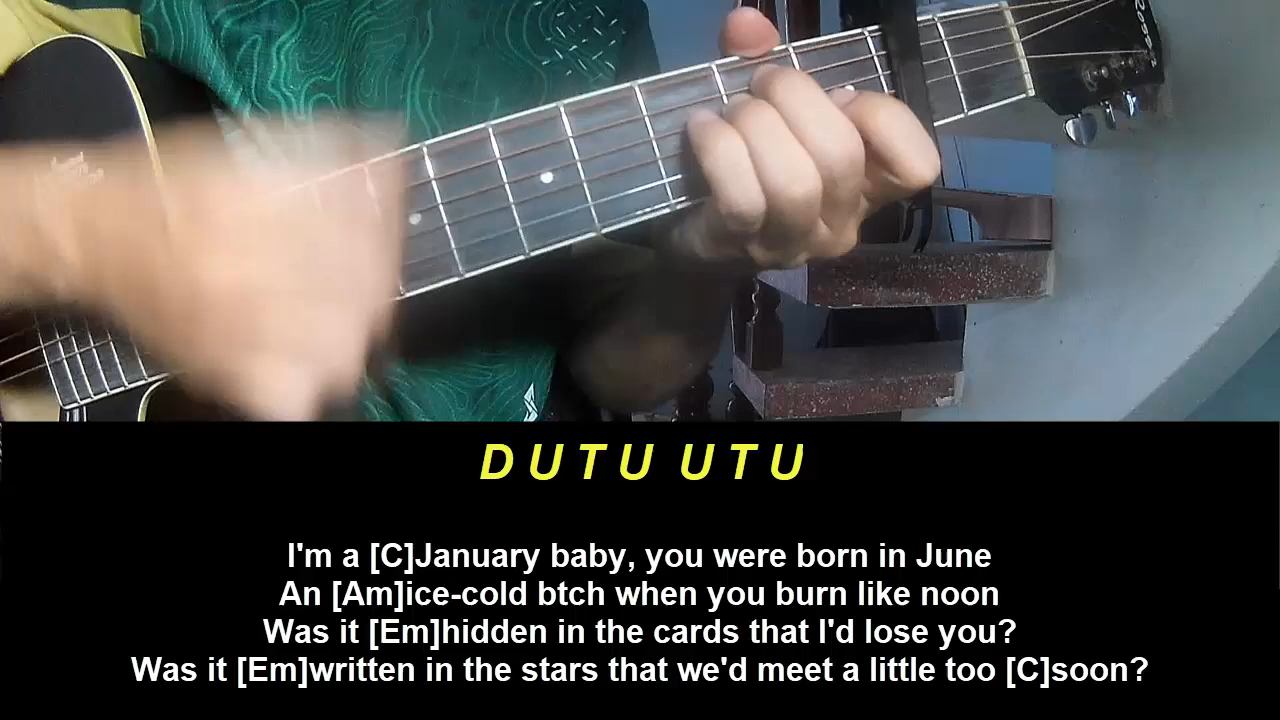 D U T U U T U
I'm a [C]January baby, you were born in June
An [Am]ice-cold btch when you burn like noon
Was it [Em]hidden in the cards that I'd lose you?
Was it [Em]written in the stars that we'd meet a little too [C]soon?